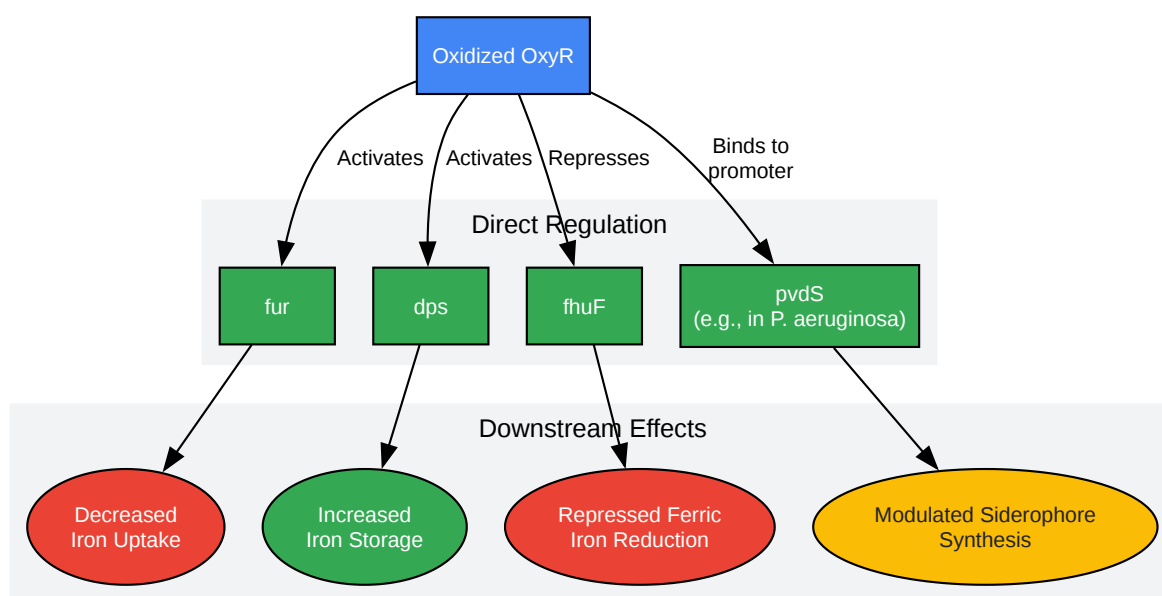 Oxidized OxyR
Activates
Activates
Represses
Binds to
promoter
Direct Regulation
fur
dps
fhuF
pvdS
(e.g., in P. aeruginosa)
Downstream Effects
Decreased
Iron Uptake
Increased
Iron Storage
Repressed Ferric
Iron Reduction
Modulated Siderophore
Synthesis